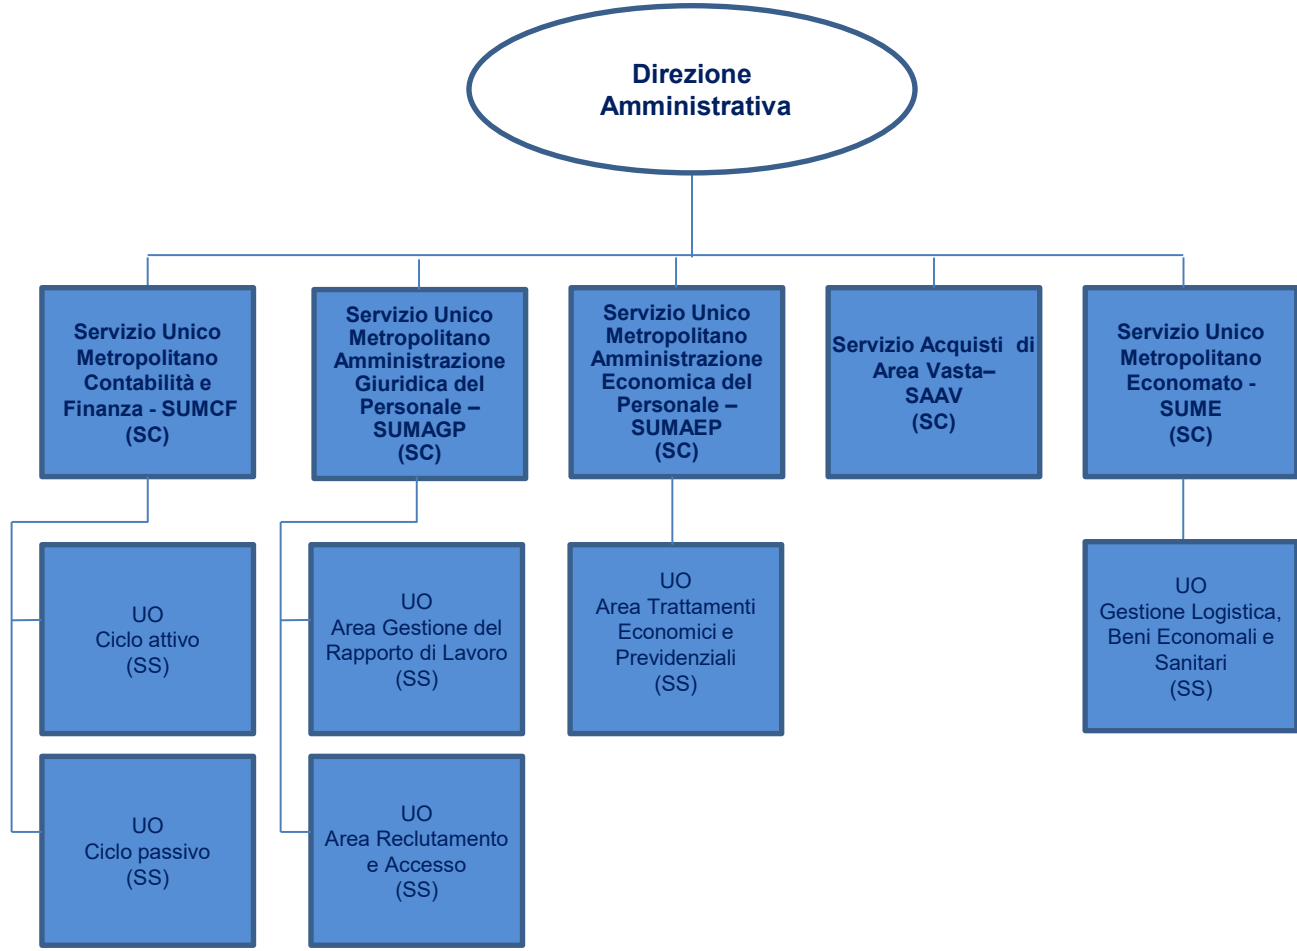 Direzione
Amministrativa
Servizio Unico
Metropolitano
Contabilità e
Finanza - SUMCF
(SC)
Servizio Unico
Metropolitano
Amministrazione
Giuridica del
Personale –
SUMAGP
(SC)
Servizio Unico
Metropolitano
Amministrazione
Economica del
Personale –
SUMAEP
(SC)
Servizio Acquisti di
Area Vasta–
SAAV
(SC)
Servizio Unico
Metropolitano
Economato -
SUME
(SC)
UO
Ciclo attivo
(SS)
UO
Area Gestione del
Rapporto di Lavoro
(SS)
UO
Area Trattamenti
Economici e
Previdenziali
(SS)
UO
Gestione Logistica,
Beni Economali e
Sanitari
(SS)
UO
Ciclo passivo
(SS)
UO
Area Reclutamento
e Accesso
(SS)